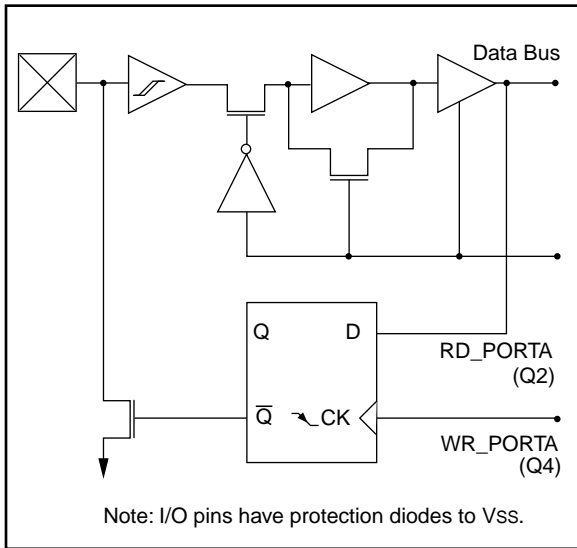 Data Bus
Q
D
RD_PORTA
(Q2)
Q̅
CK
WR_PORTA
(Q4)
Note: I/O pins have protection diodes to VSS.